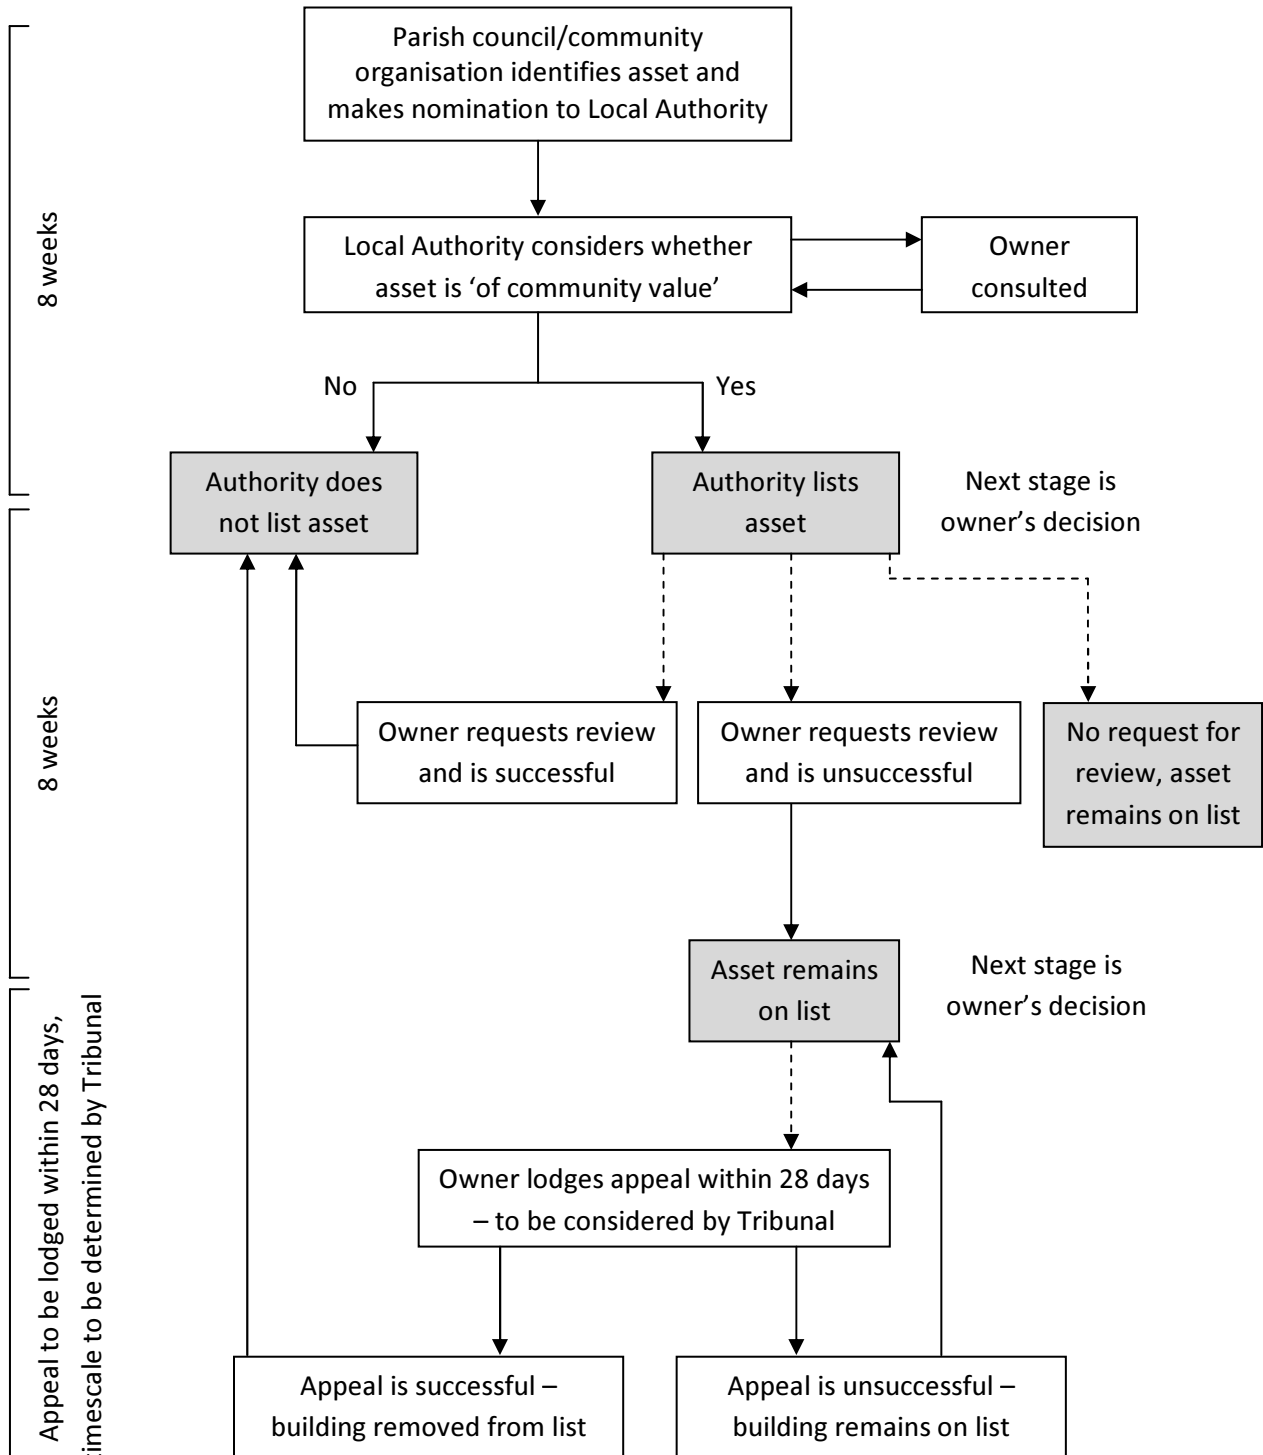 Parish council/community
organisation identifies asset and
makes nomination to Local Authority
8 weeks
Local Authority considers whether
asset is ‘of community value’
Owner
consulted
No
Yes
Authority does
not list asset
Authority lists
asset
Next stage is
owner’s decision
8 weeks
Owner requests review
and is successful
Owner requests review
and is unsuccessful
No request for
review, asset
remains on list
Asset remains
on list
Next stage is
owner’s decision
Appeal to be lodged within 28 days,
timescale to be determined by Tribunal
Owner lodges appeal within 28 days
– to be considered by Tribunal
Appeal is successful –
building removed from list
Appeal is unsuccessful –
building remains on list